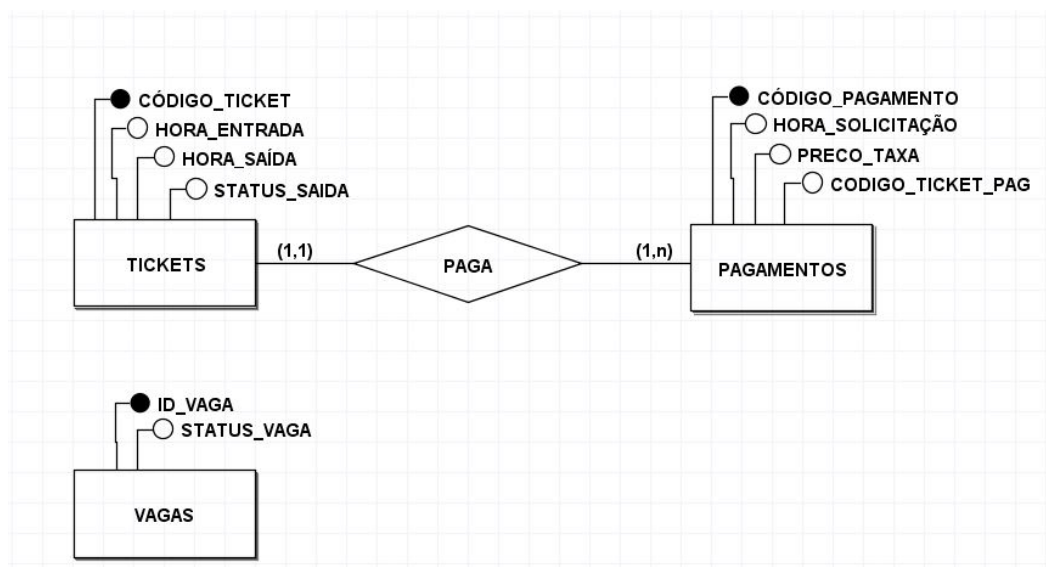 CÓDIGO_TICKET
HORA_ENTRADA
HORA_SAÍDA
STATUS_SAIDA
TICKETS
(1,1)
PAGA
(1,n)
CÓDIGO_PAGAMENTO
HORA_SOLICITAÇÃO
PRECO_TAXA
CODIGO_TICKET_PAG
PAGAMENTOS
ID_VAGA
STATUS_VAGA
VAGAS